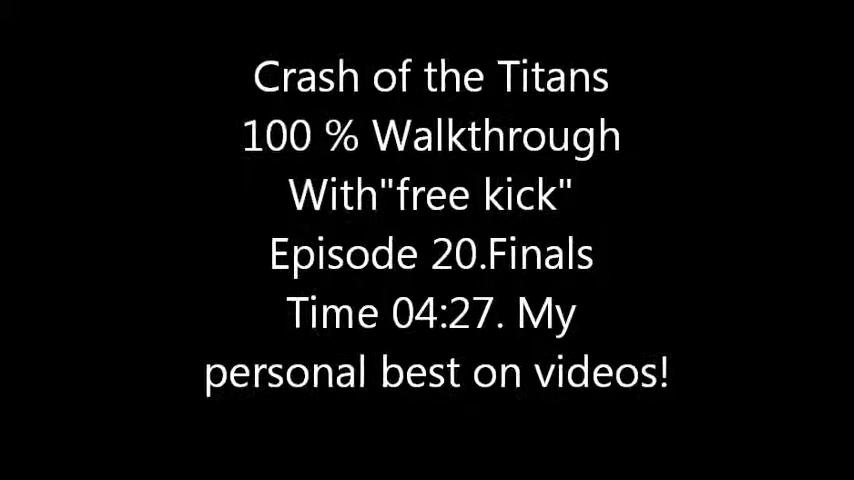 Crash of the Titans
100 % Walkthrough
With"free kick"
Episode 20.Finals
Time 04:27. My
personal best on videos!